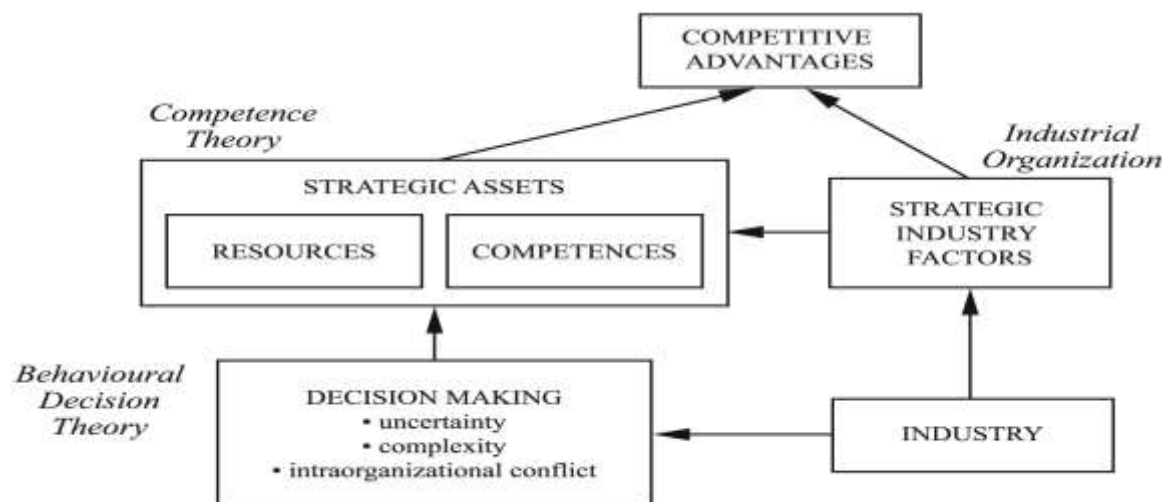 COMPETITIVE
ADVANTAGES
Competence
Theory
Industrial
Organization
STRATEGIC ASSETS
RESOURCES
COMPETENCES
STRATEGIC
INDUSTRY
FACTORS
Behavioural
Decision
Theory
DECISION MAKING
• uncertainty
• complexity
• intraorganizational conflict
INDUSTRY